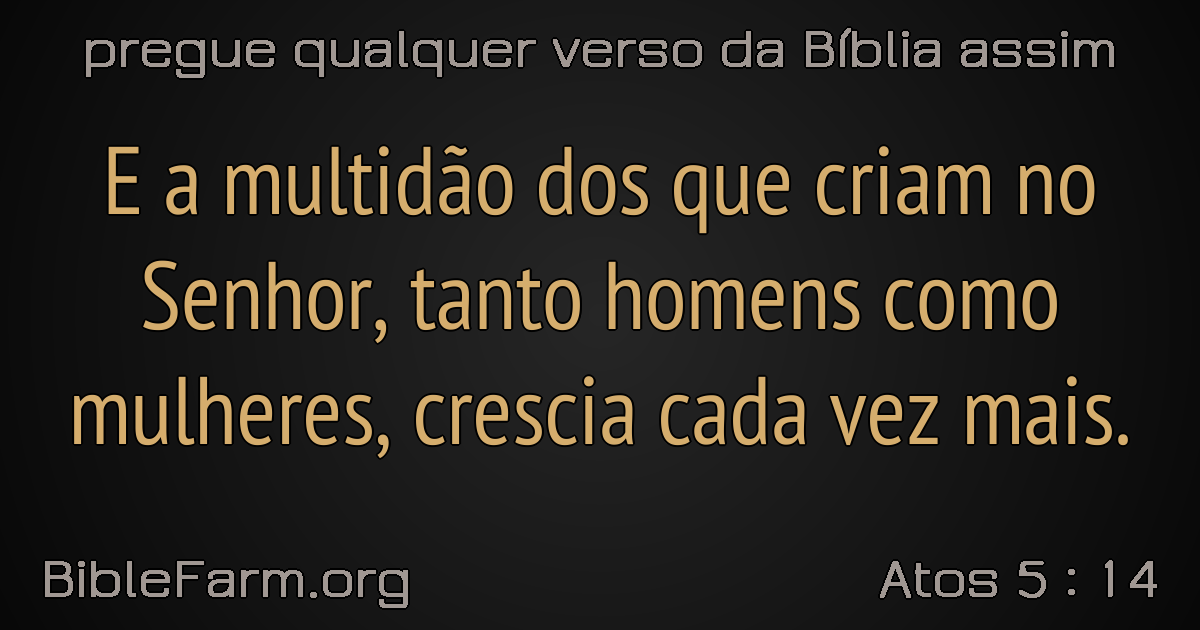 pregue qualquer verso da Bíblia assim
E a multidão dos que criam no
Senhor, tanto homens como
mulheres, crescia cada vez mais.
BibleFarm.org
Atos 5 : 14